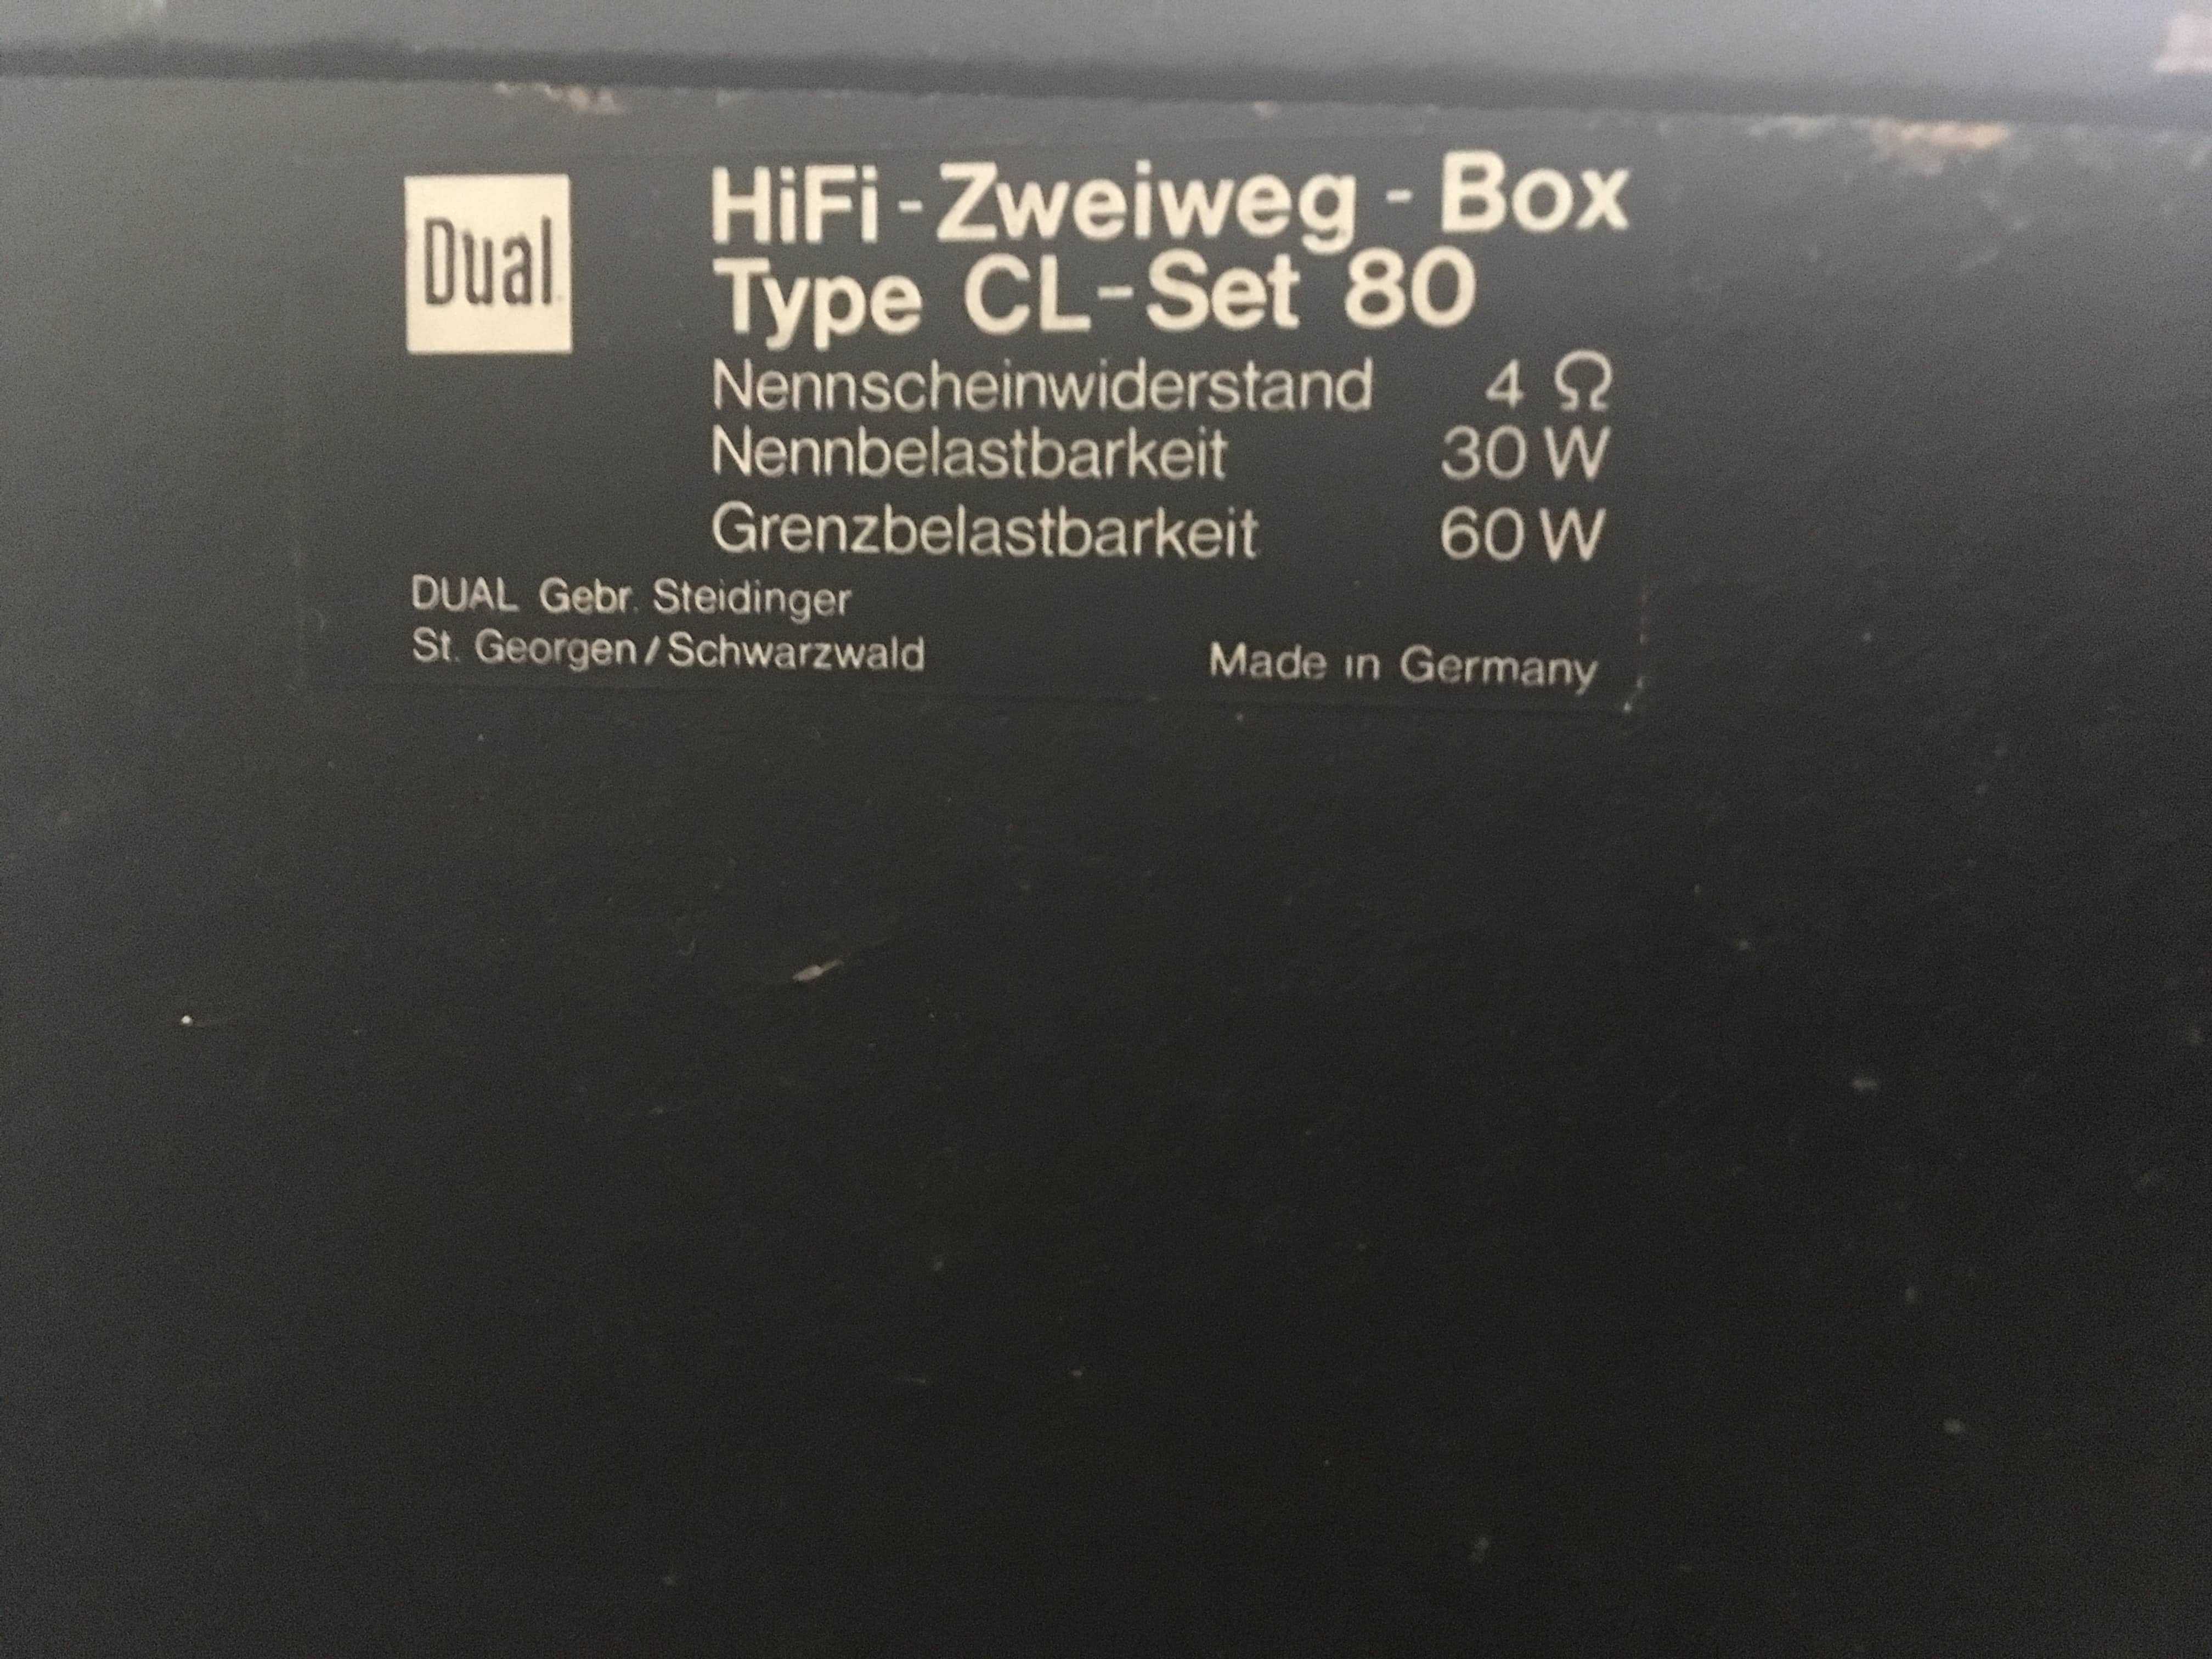 Dual
HiFi-Zweiweg-Box
Type CL-Set 80
Nennscheinwiderstand 4 Ω
Nennbelastbarkeit 30 W
Grenzbelastbarkeit 60 W
DUAL Gebr. Steidinger
St. Georgen/Schwarzwald
Made in Germany